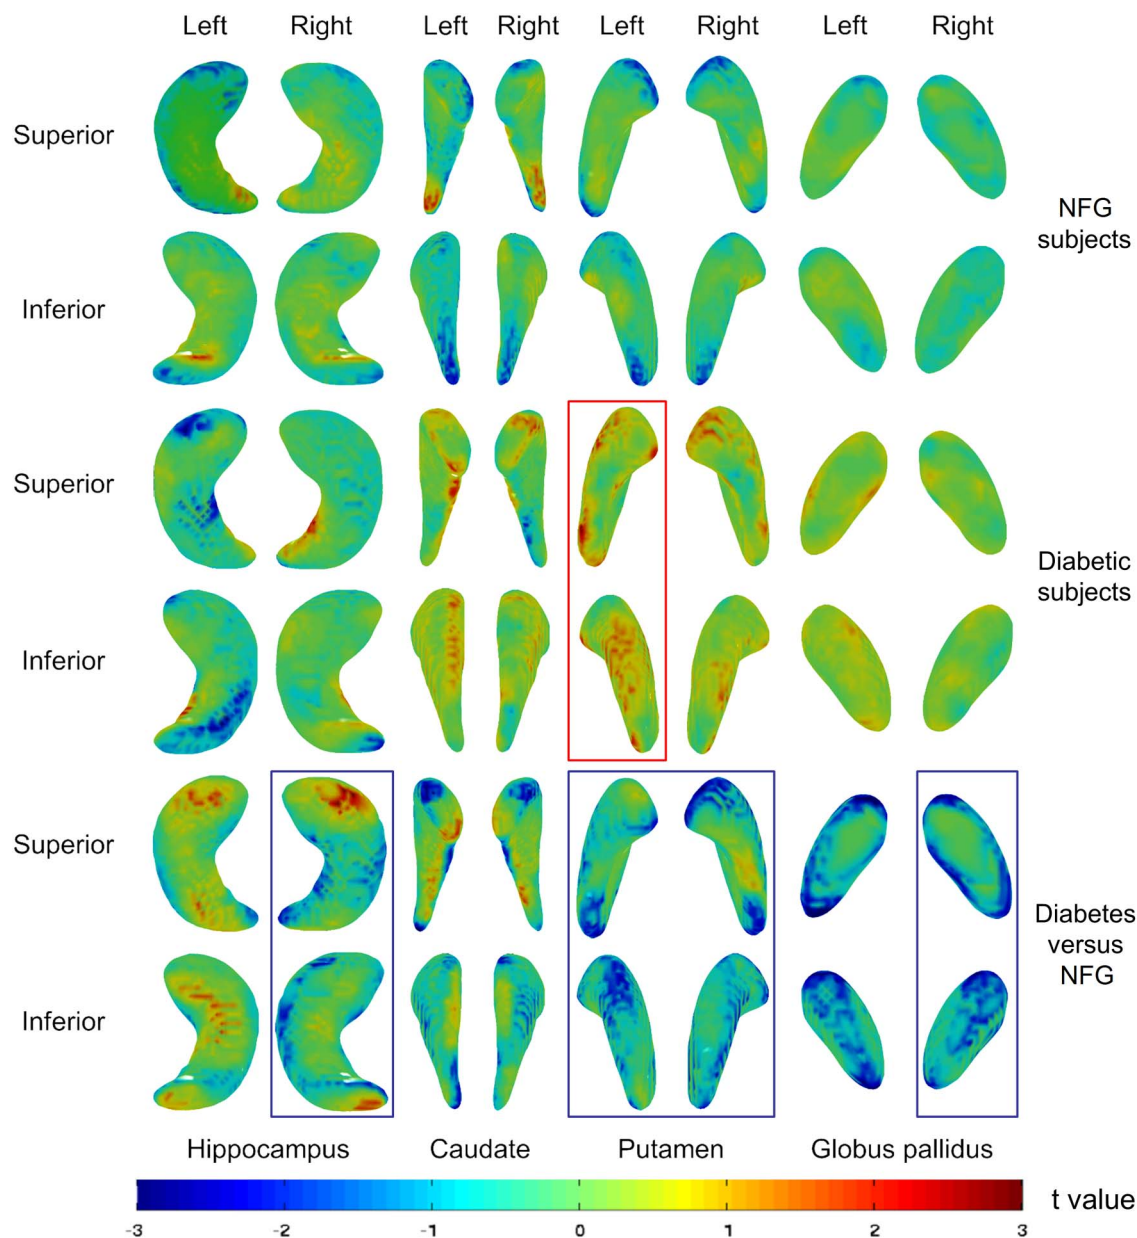 Left Right Left Right Left Right Left Right
Superior
NFG
subjects
Inferior
Superior
Diabetic
subjects
Inferior
Superior
Diabetes
versus
NFG
Inferior
Hippocampus Caudate Putamen Globus pallidus
t value
-3 -2 -1 0 1 2 3